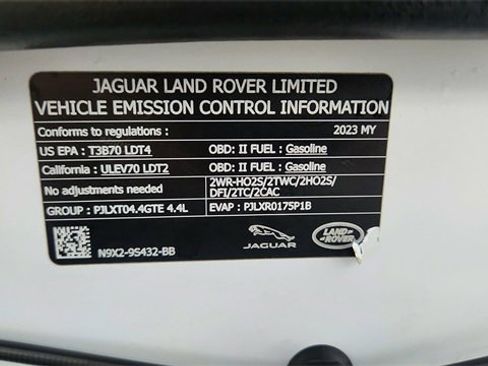 JAGUAR LAND ROVER LIMITED
VEHICLE EMISSION CONTROL INFORMATION
Conforms to regulations : 2023 MY
US EPA : T3B70 LDT4 OBD: II FUEL : Gasoline
California : ULEV70 LDT2 OBD: II FUEL : Gasoline
No adjustments needed 2WR-HO2S/2TWC/2HO2S/
DFI/2TC/2CAC
GROUP : PJLXT04.4GTE 4.4L EVAP : PJLXR0175P1B
N9X2-9S432-BB
JAGUAR
LAND
ROVER